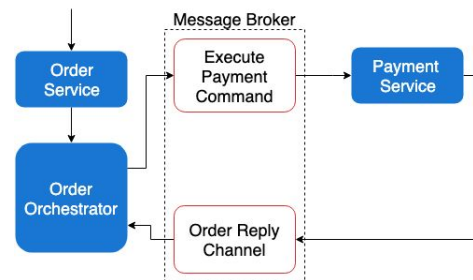 Message Broker
Order
Service
Execute
Payment
Command
Payment
Service
Order
Orchestrator
Order Reply
Channel